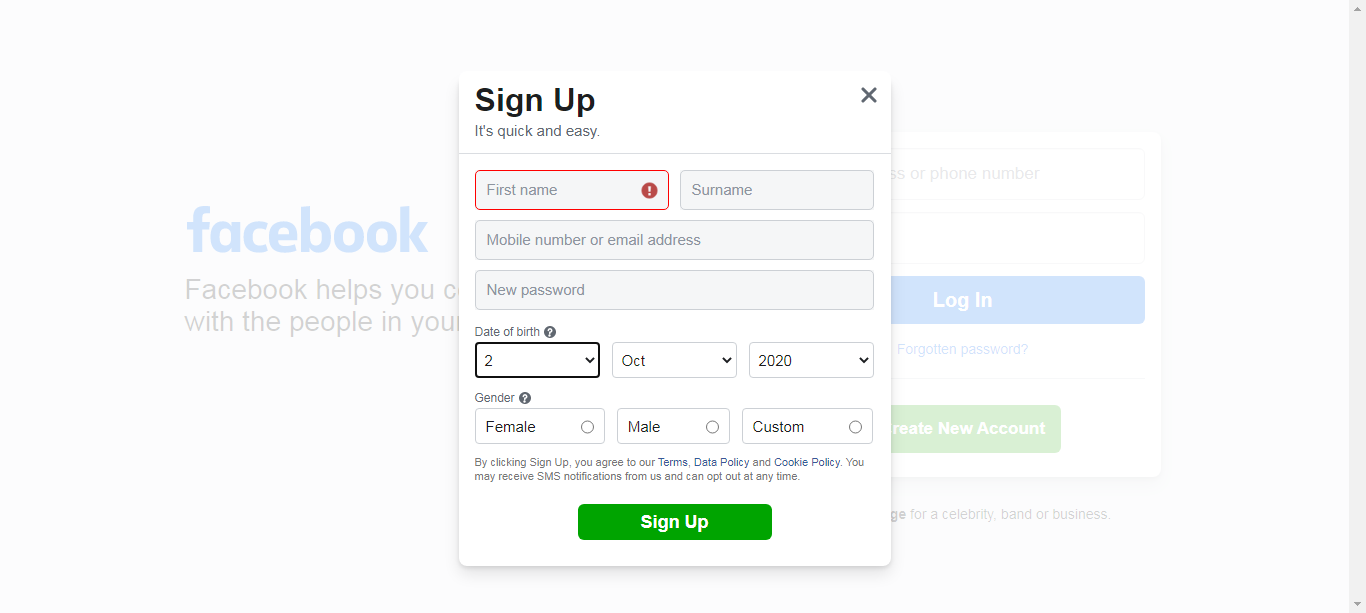 Sign Up
It's quick and easy.
First name
Surname
Mobile number or email address
New password
Date of birth
2
Oct
2020
Gender
Female
Male
Custom
By clicking Sign Up, you agree to our Terms, Data Policy and Cookie Policy. You
may receive SMS notifications from us and can opt out at any time.
Sign Up
facebook
Facebook helps you
with the people in your
or phone number
Log In
Forgotten password?
New Account
for a celebrity, band or business.